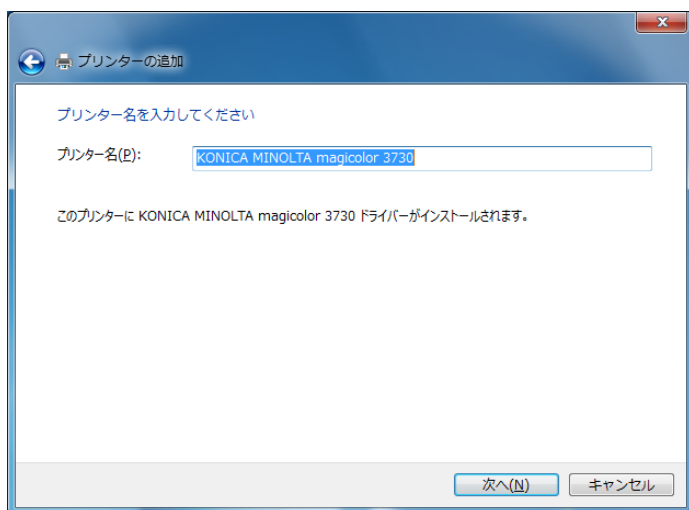 プリンターの追加
プリンター名を入力してください
プリンター名(P): KONICA MINOLTA magicolor 3730
このプリンターに KONICA MINOLTA magicolor 3730 ドライバーがインストールされます。
次へ(N) キャンセル